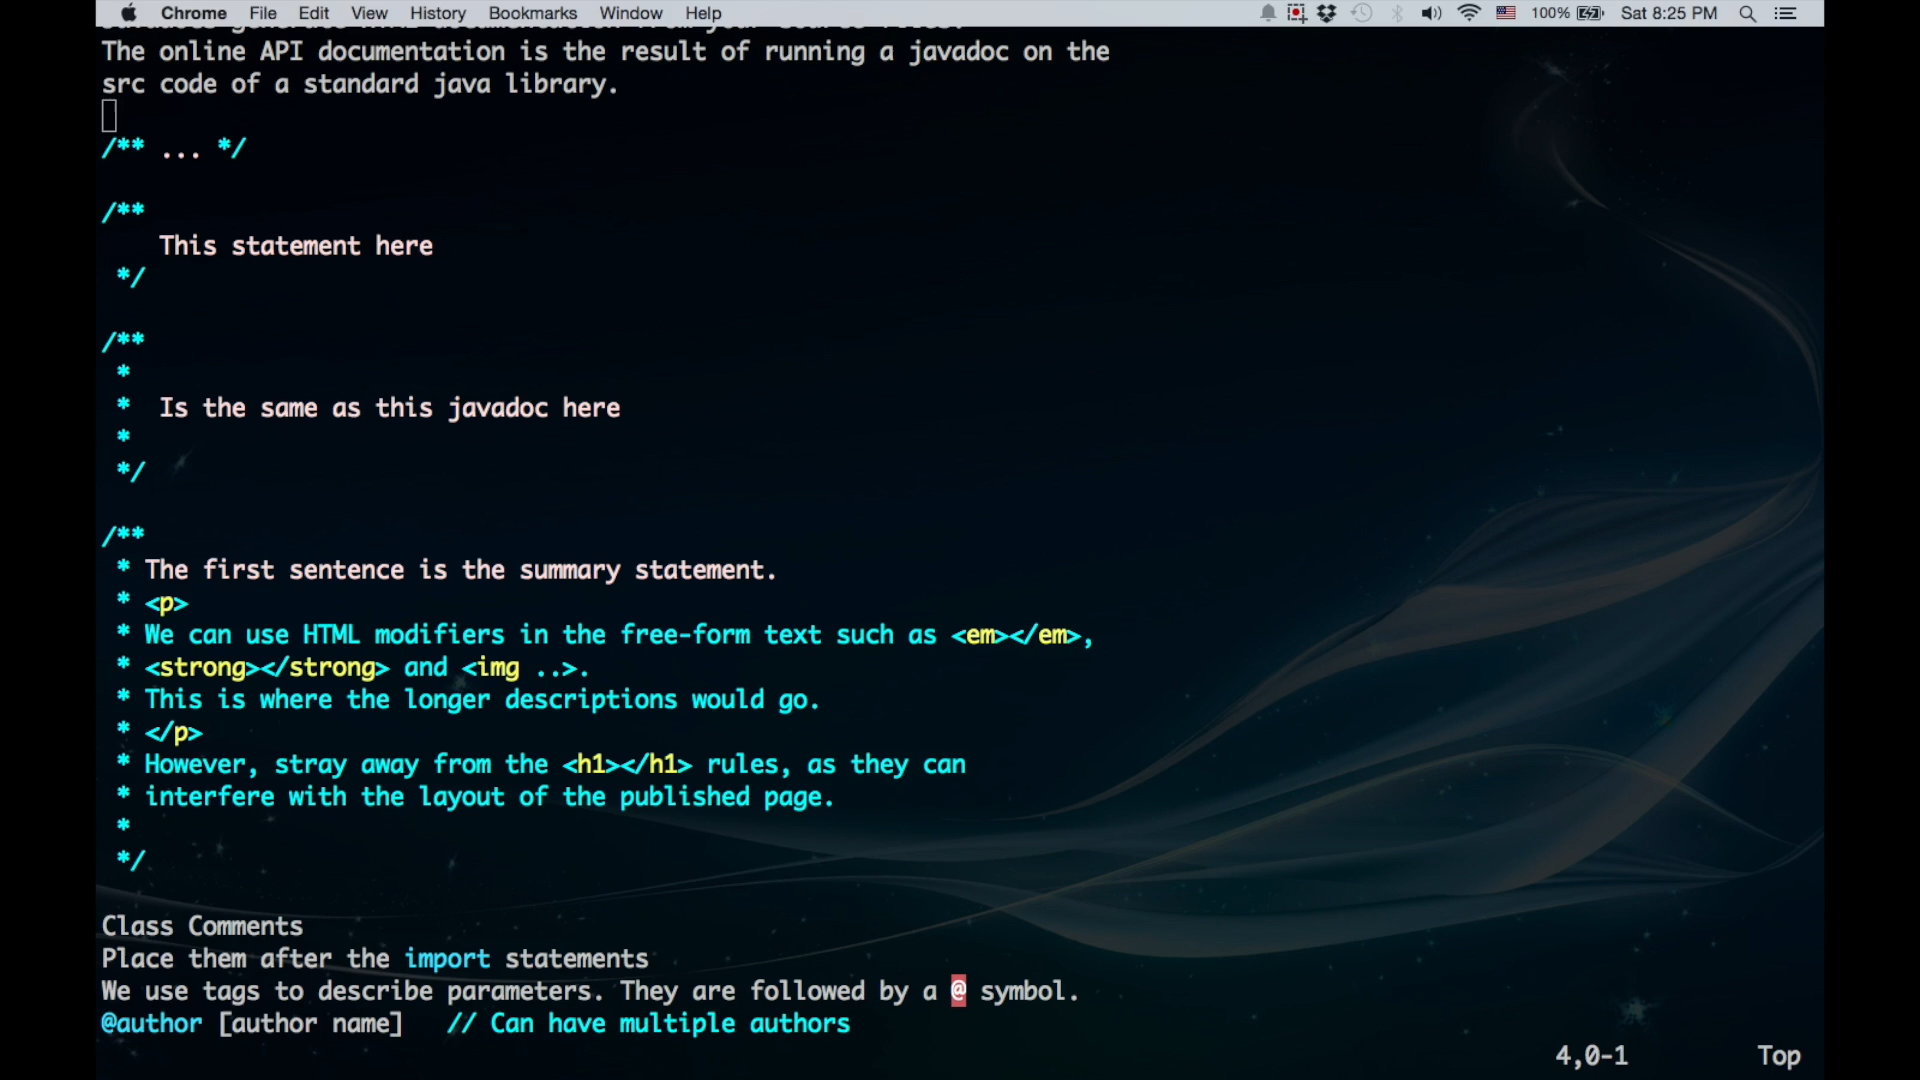 Chrome File Edit View History Bookmarks Window Help 100% Sat 8:25 PM
The online API documentation is the result of running a javadoc on the
src code of a standard java library.
/** ... */
/**
This statement here
*/
/**
*
* Is the same as this javadoc here
*
*/
/**
* The first sentence is the summary statement.
* <p>
* We can use HTML modifiers in the free-form text such as <em></em>,
* <strong></strong> and <img ..>.
* This is where the longer descriptions would go.
* </p>
* However, stray away from the <h1></h1> rules, as they can
* interfere with the layout of the published page.
*
*/
Class Comments
Place them after the import statements
We use tags to describe parameters. They are followed by a @ symbol.
@author [author name] // Can have multiple authors
4,0-1 Top